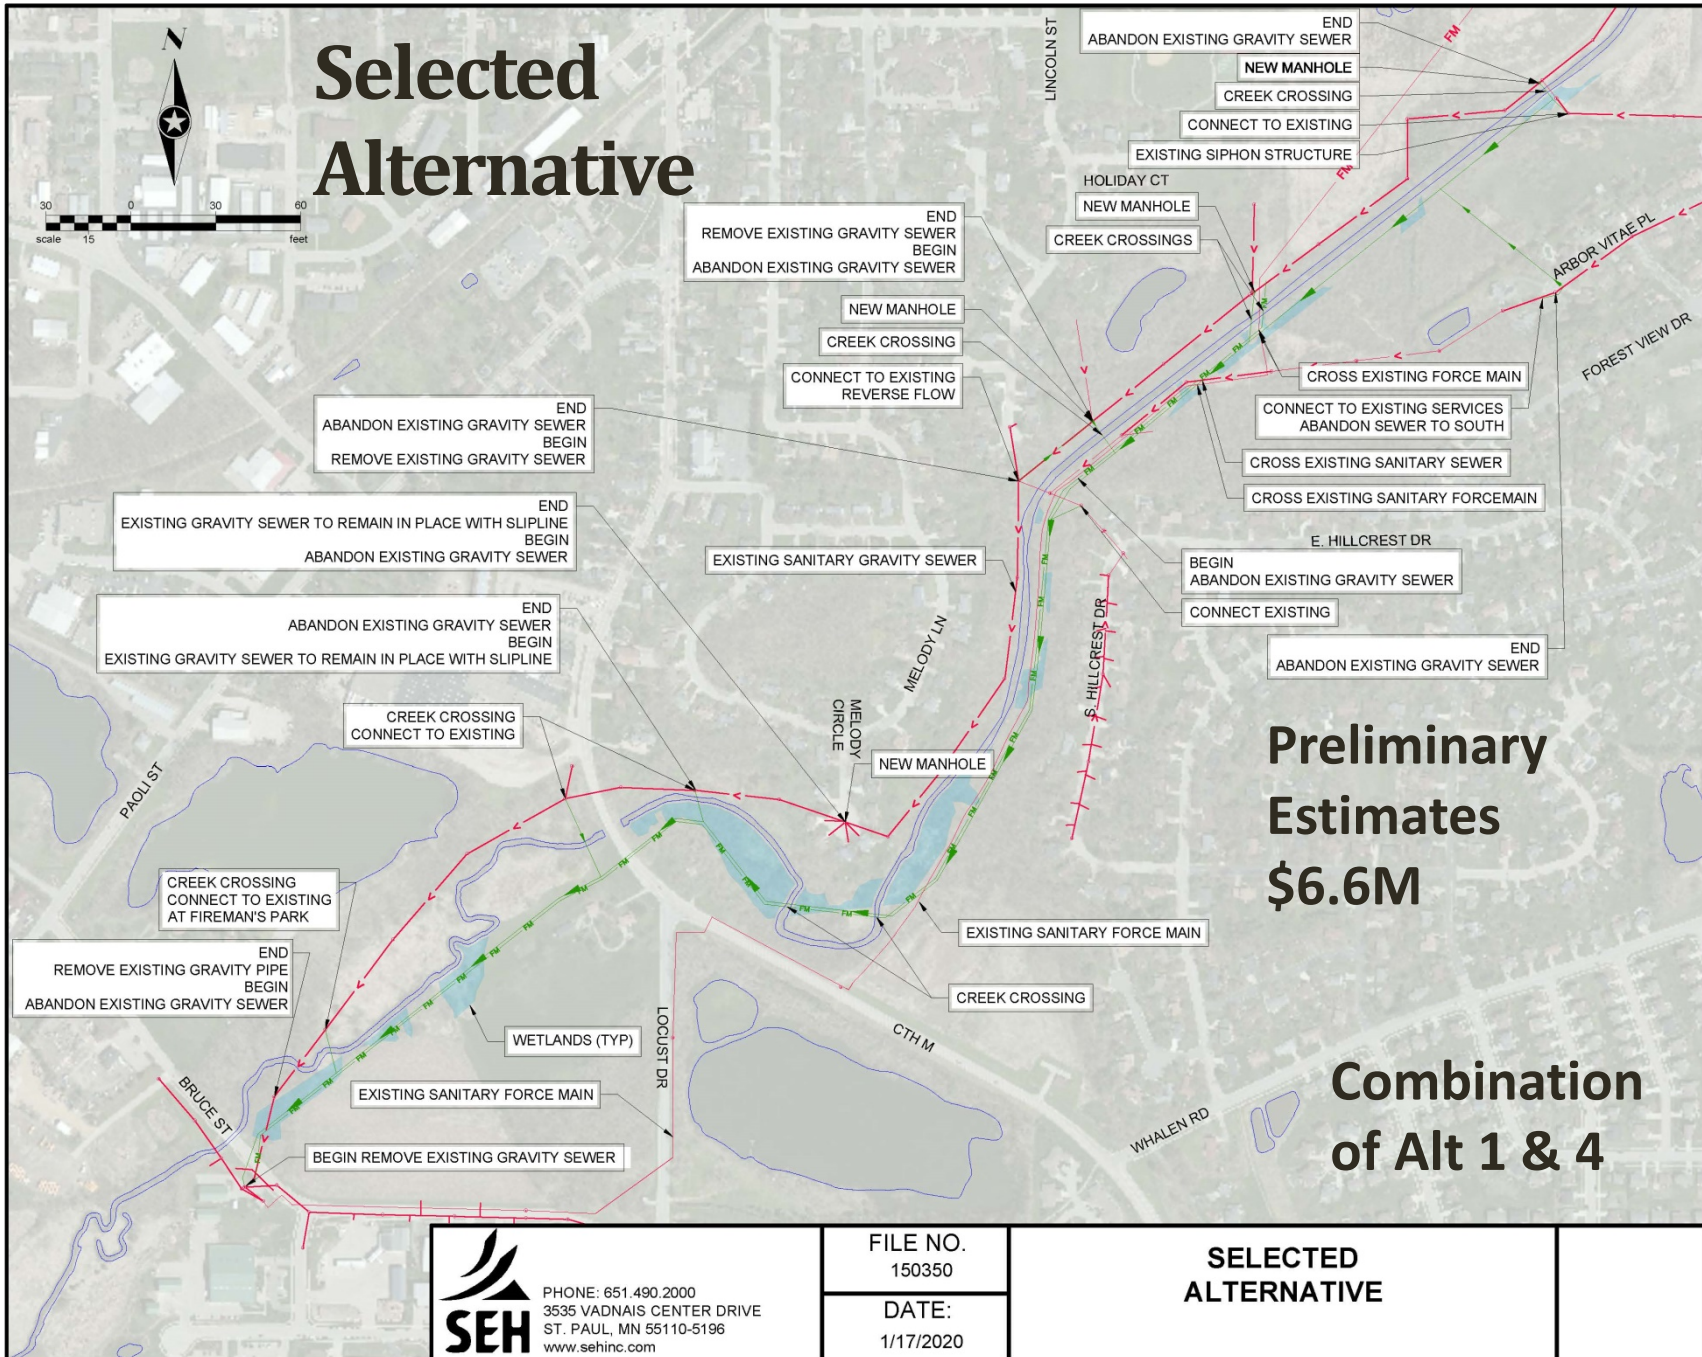 N
Selected
Alternative
30 0 30 60
scale 15 feet
LINCOLN ST
END
ABANDON EXISTING GRAVITY SEWER
NEW MANHOLE
CREEK CROSSING
CONNECT TO EXISTING
EXISTING SIPHON STRUCTURE
FM
FM
HOLIDAY CT
NEW MANHOLE
CREEK CROSSINGS
ARBOR VITAE PL
FOREST VIEW DR
END
REMOVE EXISTING GRAVITY SEWER
BEGIN
ABANDON EXISTING GRAVITY SEWER
NEW MANHOLE
CREEK CROSSING
CONNECT TO EXISTING
REVERSE FLOW
CROSS EXISTING FORCE MAIN
CONNECT TO EXISTING SERVICES
ABANDON SEWER TO SOUTH
CROSS EXISTING SANITARY SEWER
CROSS EXISTING SANITARY FORCEMAIN
END
ABANDON EXISTING GRAVITY SEWER
BEGIN
REMOVE EXISTING GRAVITY SEWER
END
EXISTING GRAVITY SEWER TO REMAIN IN PLACE WITH SLIPLINE
BEGIN
ABANDON EXISTING GRAVITY SEWER
EXISTING SANITARY GRAVITY SEWER
E. HILLCREST DR
BEGIN
ABANDON EXISTING GRAVITY SEWER
CONNECT EXISTING
END
ABANDON EXISTING GRAVITY SEWER
END
ABANDON EXISTING GRAVITY SEWER
BEGIN
EXISTING GRAVITY SEWER TO REMAIN IN PLACE WITH SLIPLINE
MELODY LN
S. HILLCREST DR
MELODY
CIRCLE
CREEK CROSSING
CONNECT TO EXISTING
NEW MANHOLE
PAOLI ST
Preliminary
Estimates
$6.6M
CREEK CROSSING
CONNECT TO EXISTING
AT FIREMAN'S PARK
EXISTING SANITARY FORCE MAIN
END
REMOVE EXISTING GRAVITY PIPE
BEGIN
ABANDON EXISTING GRAVITY SEWER
CREEK CROSSING
WETLANDS (TYP)
LOCUST DR
CTH M
BRUCE ST
EXISTING SANITARY FORCE MAIN
WHALEN RD
Combination
of Alt 1 & 4
BEGIN REMOVE EXISTING GRAVITY SEWER
SEH
PHONE: 651.490.2000
3535 VADNAIS CENTER DRIVE
ST. PAUL, MN 55110-5196
www.sehinc.com
FILE NO.
150350
DATE:
1/17/2020
SELECTED
ALTERNATIVE